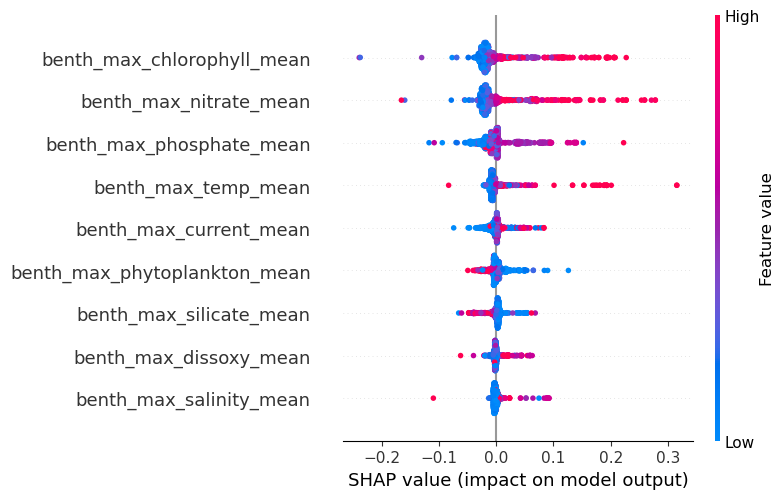 High
benth_max_chlorophyll_mean
benth_max_nitrate_mean
benth_max_phosphate_mean
benth_max_temp_mean
benth_max_current_mean
benth_max_phytoplankton_mean
benth_max_silicate_mean
benth_max_dissoxy_mean
benth_max_salinity_mean
Feature value
Low
−0.2 −0.1 0.0 0.1 0.2 0.3
SHAP value (impact on model output)